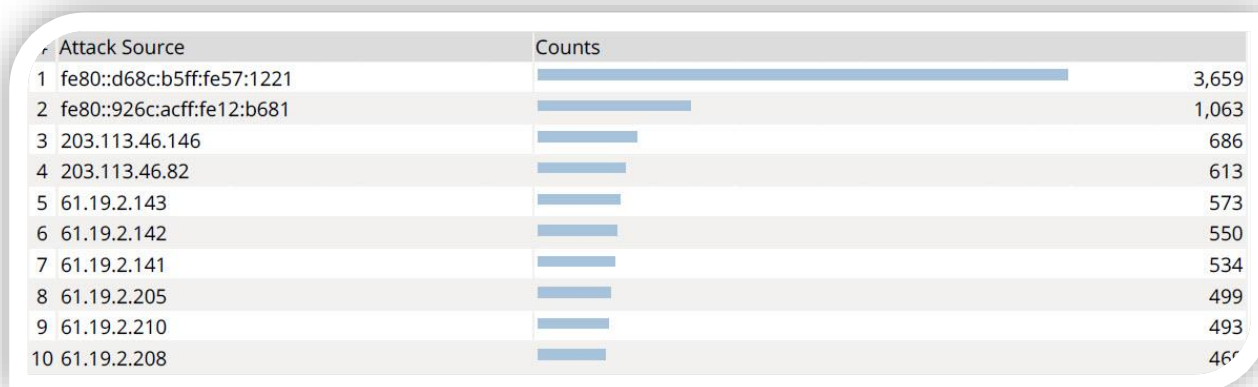 Attack Source Counts
1 fe80::d68c:b5ff:fe57:1221 3,659
2 fe80::926c:acff:fe12:b681 1,063
3 203.113.46.146 686
4 203.113.46.82 613
5 61.19.2.143 573
6 61.19.2.142 550
7 61.19.2.141 534
8 61.19.2.205 499
9 61.19.2.210 493
10 61.19.2.208